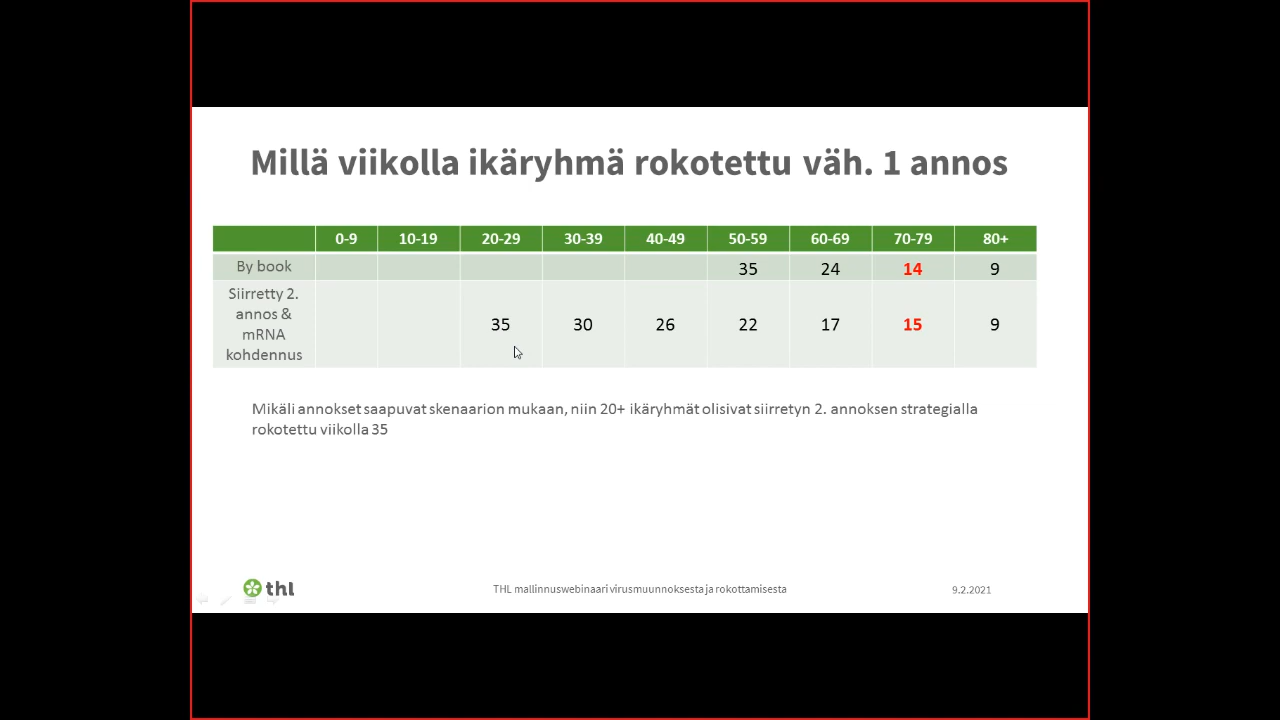 Millä viikolla ikäryhmä rokotettu väh. 1 annos
0-9 10-19 20-29 30-39 40-49 50-59 60-69 70-79 80+
By book 35 24 14 9
Siirretty 2.
annos &
mRNA
kohdennus
35 30 26 22 17 15 9
Mikäli annokset saapuvat skenaarion mukaan, niin 20+ ikäryhmät olisivat siirretyn 2. annoksen strategialla
rokotettu viikolla 35
thl
THL mallinnuswebinaari virusmuunnoksesta ja rokottamisesta
9.2.2021